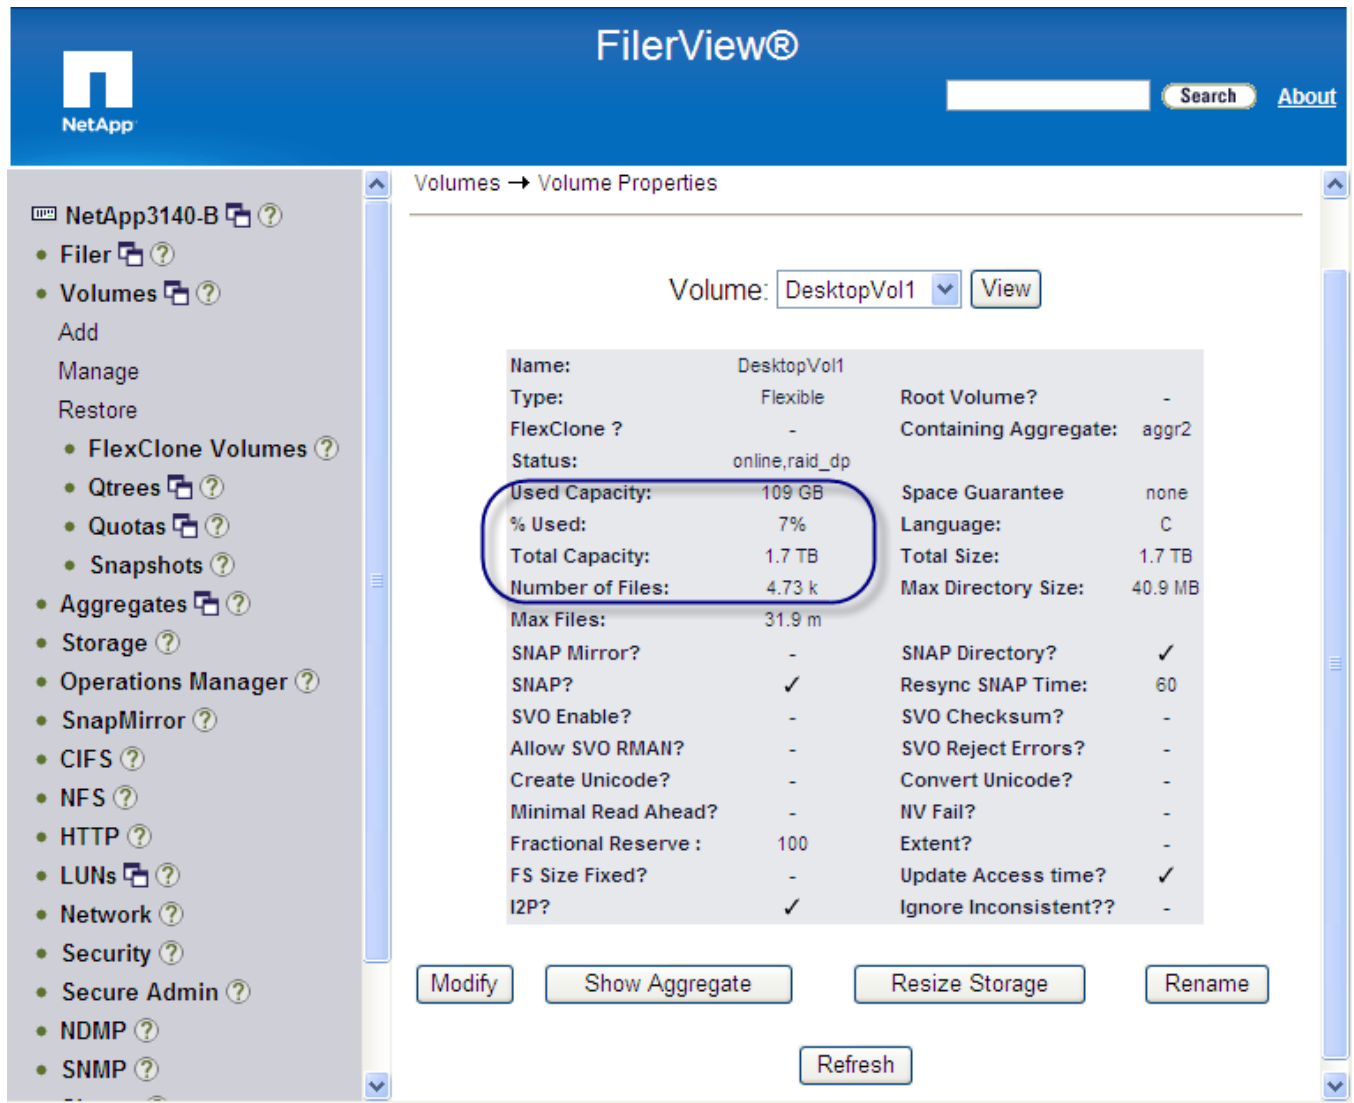 FilerView®
NetApp
Search About
Volumes → Volume Properties
NetApp3140-B ?
Filer ?
Volumes ?
Add
Manage
Restore
FlexClone Volumes ?
Qtrees ?
Quotas ?
Snapshots ?
Aggregates ?
Storage ?
Operations Manager ?
SnapMirror ?
CIFS ?
NFS ?
HTTP ?
LUNs ?
Network ?
Security ?
Secure Admin ?
NDMP ?
SNMP ?
Volume: DesktopVol1 View
Name: DesktopVol1
Type: Flexible Root Volume? -
FlexClone ? - Containing Aggregate: aggr2
Status: online,raid_dp
Used Capacity: 109 GB Space Guarantee none
% Used: 7% Language: C
Total Capacity: 1.7 TB Total Size: 1.7 TB
Number of Files: 4.73 k Max Directory Size: 40.9 MB
Max Files: 31.9 m
SNAP Mirror? - SNAP Directory? ✓
SNAP? ✓ Resync SNAP Time: 60
SVO Enable? - SVO Checksum? -
Allow SVO RMAN? - SVO Reject Errors? -
Create Unicode? - Convert Unicode? -
Minimal Read Ahead? - NV Fail? -
Fractional Reserve : 100 Extent? -
FS Size Fixed? - Update Access time? ✓
I2P? ✓ Ignore Inconsistent?? -
Modify Show Aggregate Resize Storage Rename
Refresh